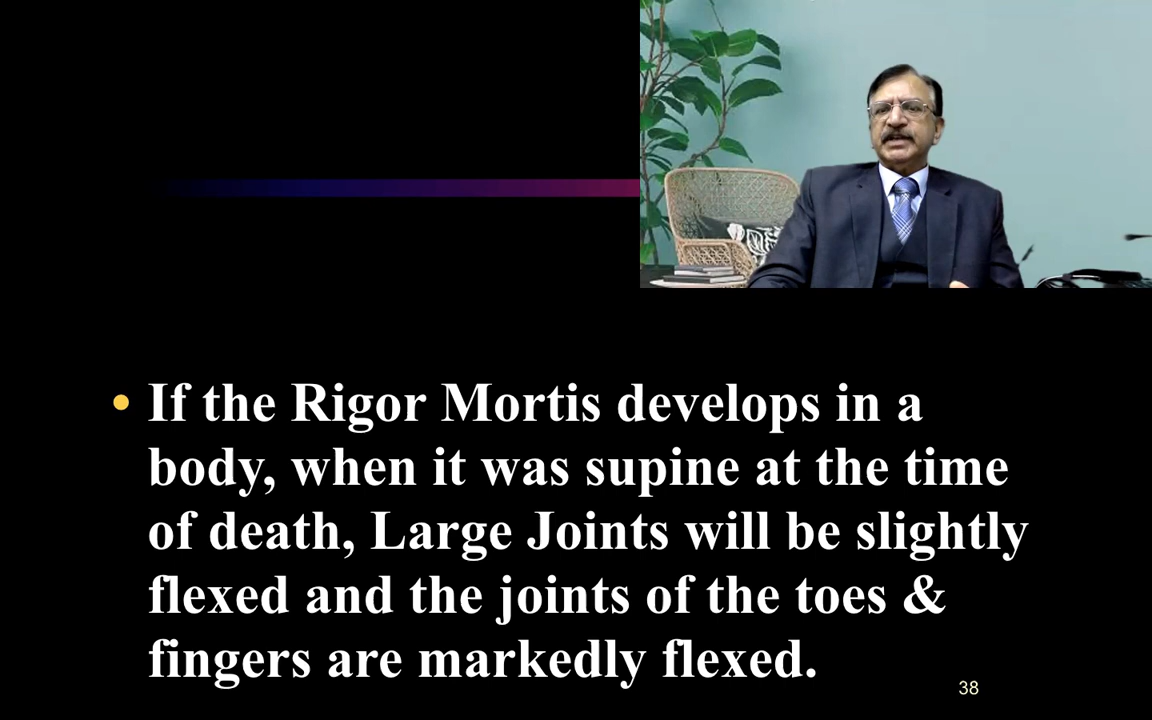 • If the Rigor Mortis develops in a
body, when it was supine at the time
of death, Large Joints will be slightly
flexed and the joints of the toes &
fingers are markedly flexed.
38